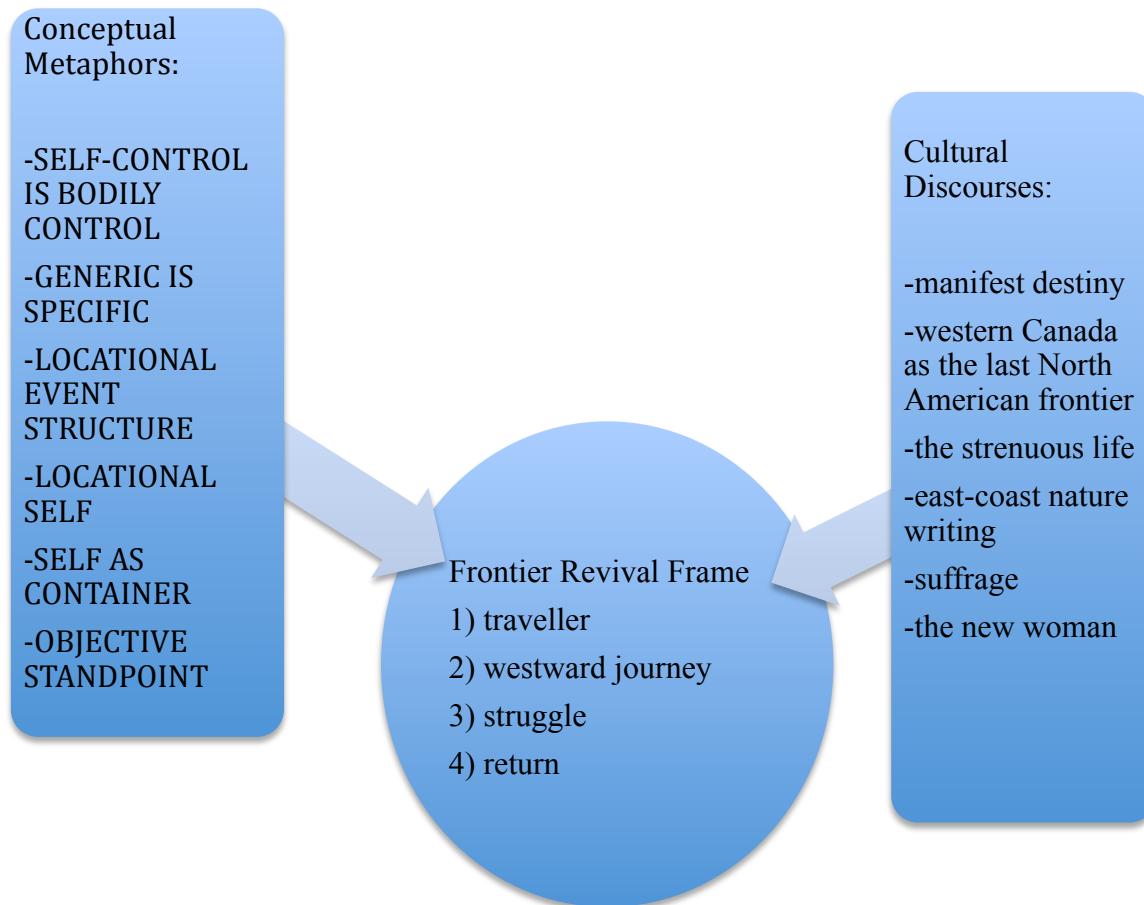 Conceptual
Metaphors:
-SELF-CONTROL
IS BODILY
CONTROL
-GENERIC IS
SPECIFIC
-LOCATIONAL
EVENT
STRUCTURE
-LOCATIONAL
SELF
-SELF AS
CONTAINER
-OBJECTIVE
STANDPOINT
Frontier Revival Frame
1) traveller
2) westward journey
3) struggle
4) return
Cultural
Discourses:
-manifest destiny
-western Canada
as the last North
American frontier
-the strenuous life
-east-coast nature
writing
-suffrage
-the new woman